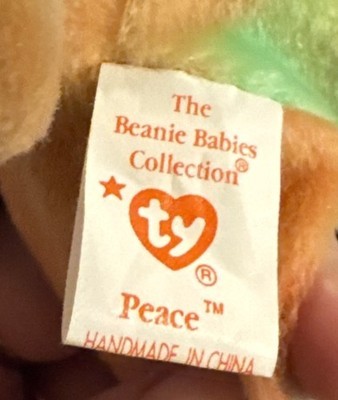 The
Beanie Babies
Collection®
ty
®
Peace™
HANDMADE IN CHINA